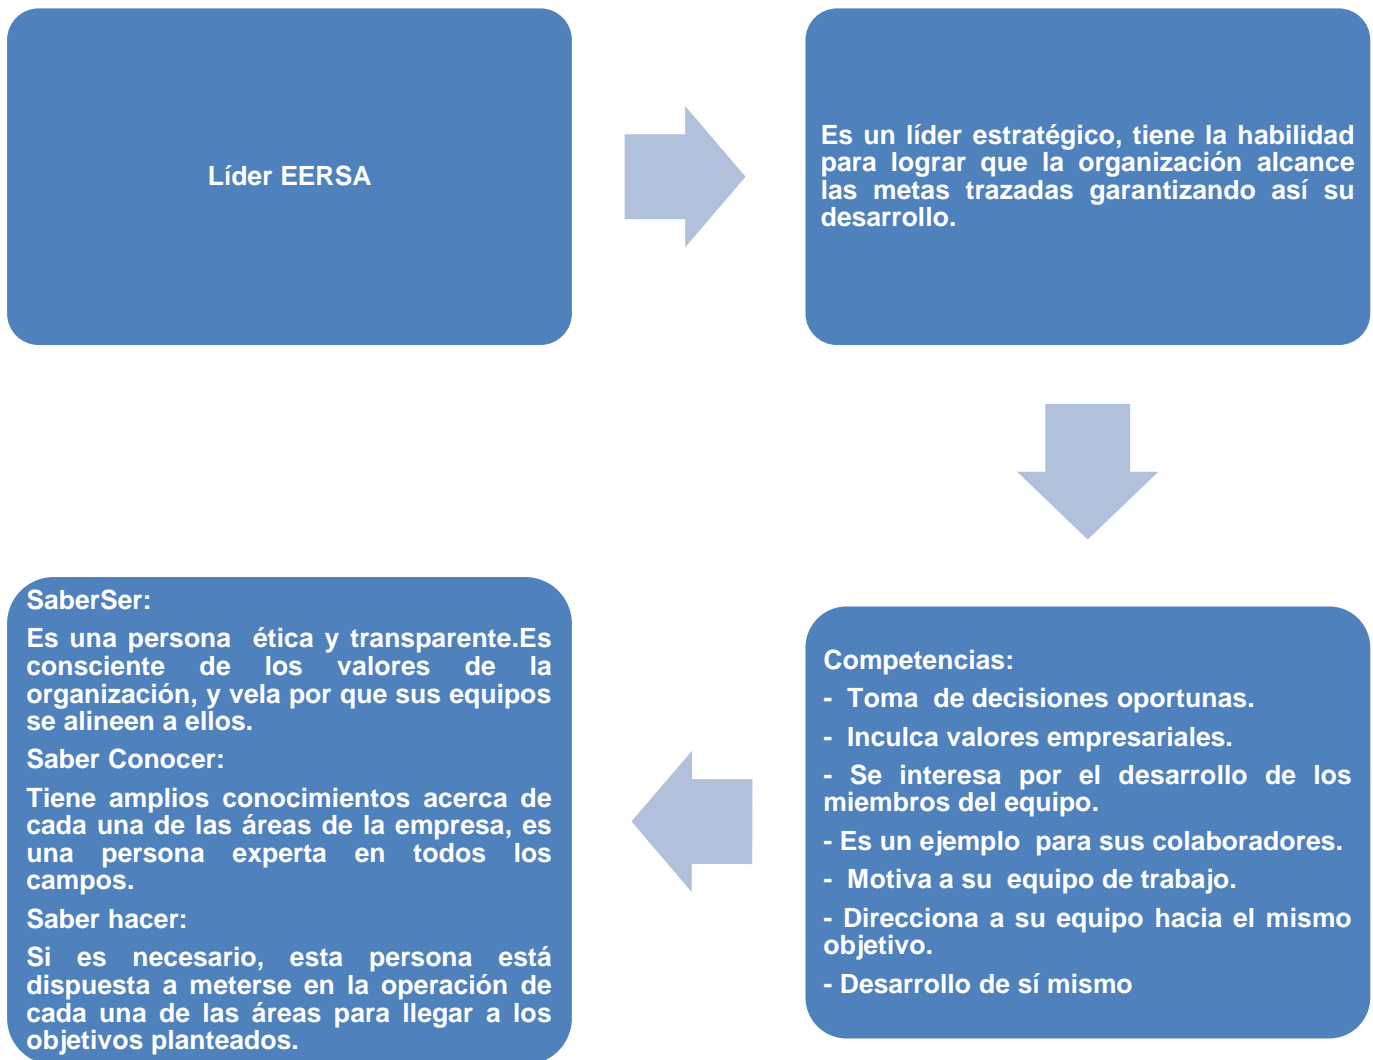 Líder EERSA
Es un líder estratégico, tiene la habilidad
para lograr que la organización alcance
las metas trazadas garantizando así su
desarrollo.
Competencias:
- Toma de decisiones oportunas.
- Inculca valores empresariales.
- Se interesa por el desarrollo de los
miembros del equipo.
- Es un ejemplo para sus colaboradores.
- Motiva a su equipo de trabajo.
- Direcciona a su equipo hacia el mismo
objetivo.
- Desarrollo de sí mismo
SaberSer:
Es una persona ética y transparente.Es
consciente de los valores de la
organización, y vela por que sus equipos
se alineen a ellos.
Saber Conocer:
Tiene amplios conocimientos acerca de
cada una de las áreas de la empresa, es
una persona experta en todos los
campos.
Saber hacer:
Si es necesario, esta persona está
dispuesta a meterse en la operación de
cada una de las áreas para llegar a los
objetivos planteados.